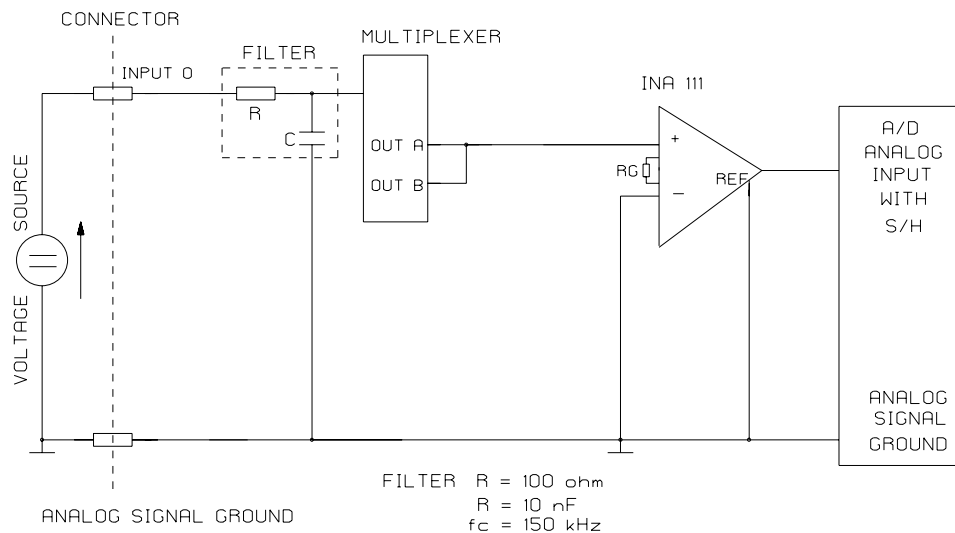 CONNECTOR
MULTIPLEXER
FILTER
INPUT 0
INA 111
R
C
OUT A
OUT B
+
RG
REF
−
A/D
ANALOG
INPUT
WITH
S/H
VOLTAGE SOURCE
ANALOG
SIGNAL
GROUND
FILTER R = 100 ohm
R = 10 nF
fc = 150 kHz
ANALOG SIGNAL GROUND